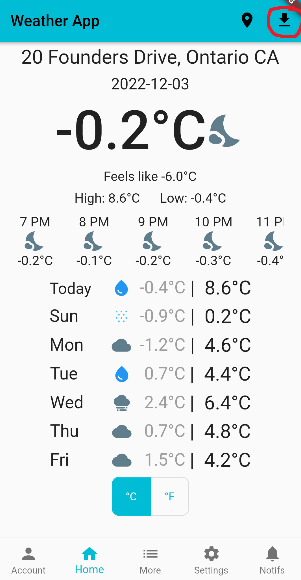 Weather App
20 Founders Drive, Ontario CA
2022-12-03
-0.2°C
Feels like -6.0°C
High: 8.6°C Low: -0.4°C
7 PM 8 PM 9 PM 10 PM 11 P
-0.2°C -0.1°C -0.2°C -0.3°C -0.4°
Today -0.4°C | 8.6°C
Sun -0.9°C | 0.2°C
Mon -1.2°C | 4.6°C
Tue 0.7°C | 4.4°C
Wed 2.4°C | 6.4°C
Thu 0.7°C | 4.8°C
Fri 1.5°C | 4.2°C
°C °F
Account Home More Settings Notifs